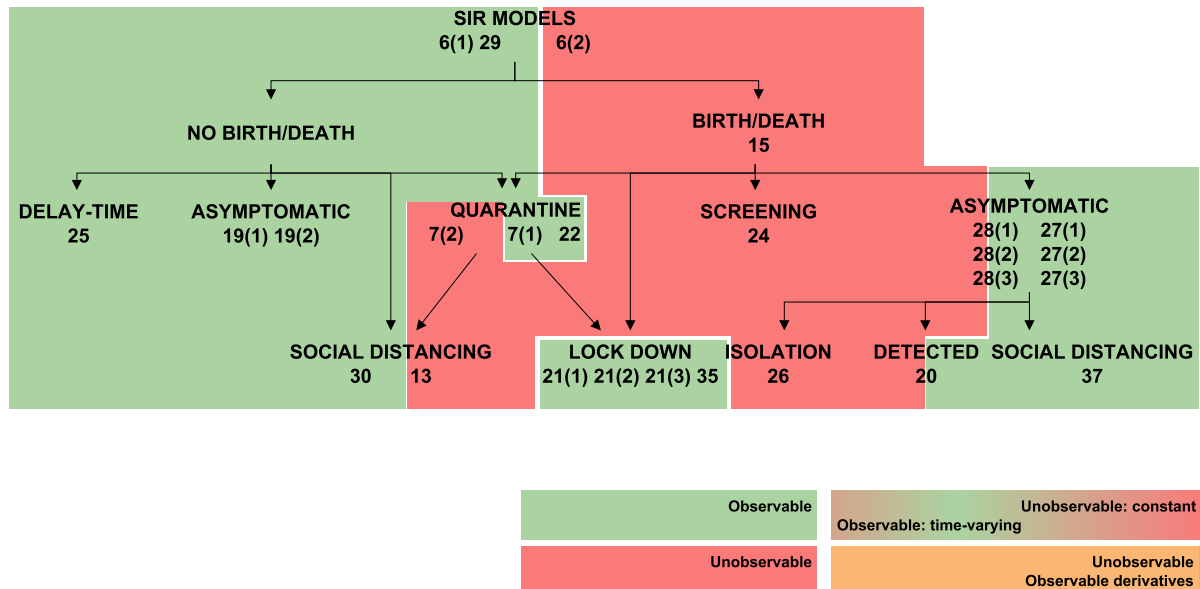 SIR MODELS
6(1) 29 6(2)
NO BIRTH/DEATH
BIRTH/DEATH
15
DELAY-TIME
25
ASYMPTOMATIC
19(1) 19(2)
QUARANTINE
7(2) 7(1) 22
SCREENING
24
ASYMPTOMATIC
28(1) 27(1)
28(2) 27(2)
28(3) 27(3)
SOCIAL DISTANCING
30 13
LOCK DOWN
21(1) 21(2) 21(3) 35
ISOLATION
26
DETECTED
20
SOCIAL DISTANCING
37
Observable
Unobservable: constant
Observable: time-varying
Unobservable
Unobservable
Observable derivatives